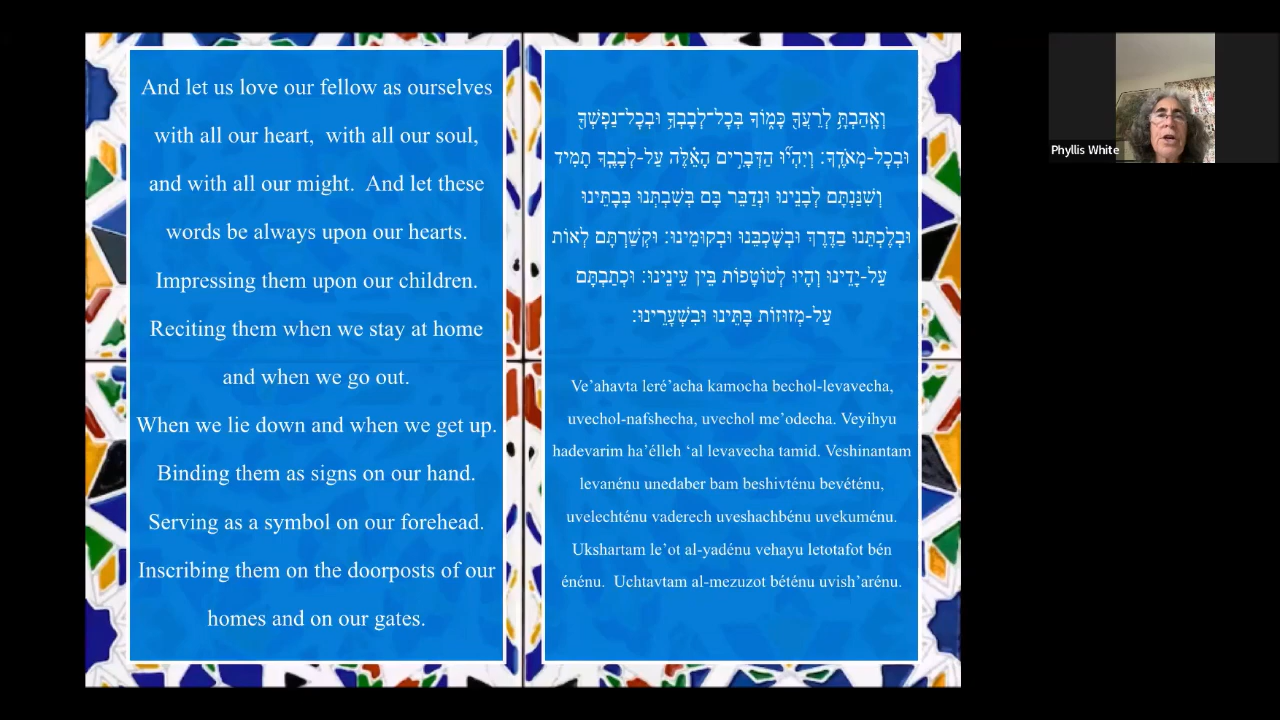 And let us love our fellow as ourselves
with all our heart, with all our soul,
and with all our might. And let these
words be always upon our hearts.
Impressing them upon our children.
Reciting them when we stay at home
and when we go out.
When we lie down and when we get up.
Binding them as signs on our hand.
Serving as a symbol on our forehead.
Inscribing them on the doorposts of our
homes and on our gates.
וְאָֽהַבְתָּ֥ לְרֵעֲךָ֖ כָּמ֑וֹךָ בְּכָל־לְבָבְךָ֥ וּבְכָל־נַפְשְׁךָ֖
וּבְכָל-מְאֹדֶֽךָ׃ וְיִהְי֞וּ הַדְּבָרִ֣ים הָאֵ֗לֶּה עַל-לְבָבֶ֑ךָ תָּמִיד
וְשִׁנַּנְתָּם לְבָנֵינוּ וּנְדַבֵּר בָּם בְּשִׁבְתֵּנוּ בְּבָתֵּינוּ
וּבְלֶכְתֵּנוּ בַדֶּרֶךְ וּבְשָׁכְבֵּנוּ וּבְקוּמֵינוּ׃ וּקְשַׁרְתָּם לְאוֹת
עַל-יָדֵינוּ וְהָיוּ לְטוֹטָפוֹת בֵּין עֵינֵינוּ׃ וּכְתַבְתָּם
עַל-מְזוּזוֹת בָּתֵּינוּ וּבִשְׁעָרֵינוּ׃
Ve’ahavta leré’acha kamocha bechol-levavecha,
uvechol-nafshecha, uvechol me’odecha. Veyihyu
hadevarim ha’élleh ‘al levavecha tamid. Veshinantam
levanénu unedaber bam beshivténu bevéténu,
uvelechténu vaderech uveshachbénu uvekuménu.
Ukshartam le’ot al-yadénu vehayu letotafot bén
énénu. Uchtavtam al-mezuzot béténu uvish’arénu.
Phyllis White